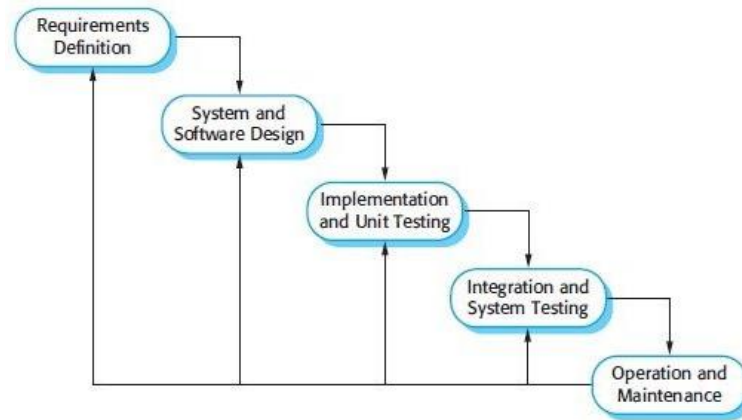 Requirements
Definition
System and
Software Design
Implementation
and Unit Testing
Integration and
System Testing
Operation and
Maintenance